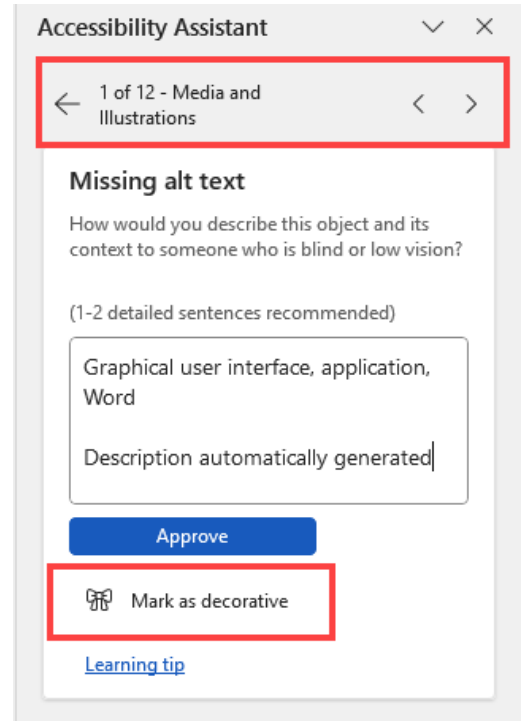 Accessibility Assistant
1 of 12 - Media and
Illustrations
Missing alt text
How would you describe this object and its
context to someone who is blind or low vision?
(1-2 detailed sentences recommended)
Graphical user interface, application,
Word
Description automatically generated
Approve
Mark as decorative
Learning tip